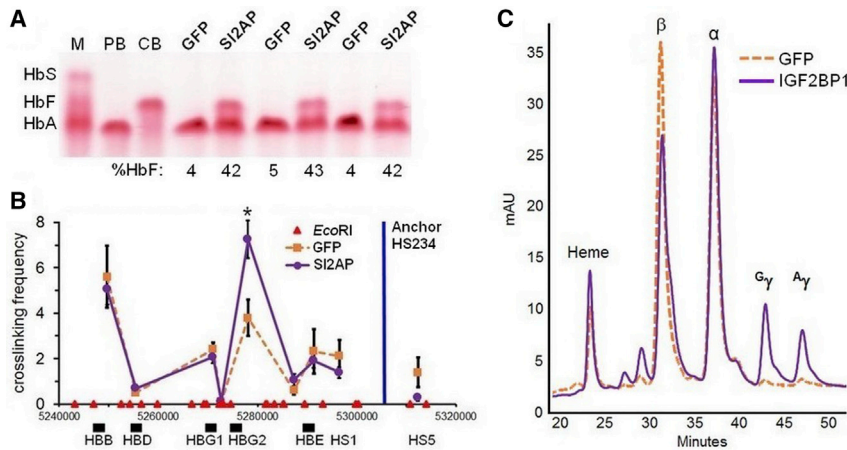 A
M PB CB GFP SI2AP GFP SI2AP GFP SI2AP
HbS
HbF
HbA
%HbF: 4 42 5 43 4 42
B
crosslinking frequency
8
6
4
2
0
*
EcoRI
GFP
SI2AP
Anchor
HS234
5240000 5260000 5280000 5300000 5320000
HBB HBD HBG1 HBG2 HBE HS1 HS5
C
mAU
35
30
25
20
15
10
5
0
β
α
GFP
IGF2BP1
Heme
Gγ
Aγ
20 25 30 35 40 45 50
Minutes